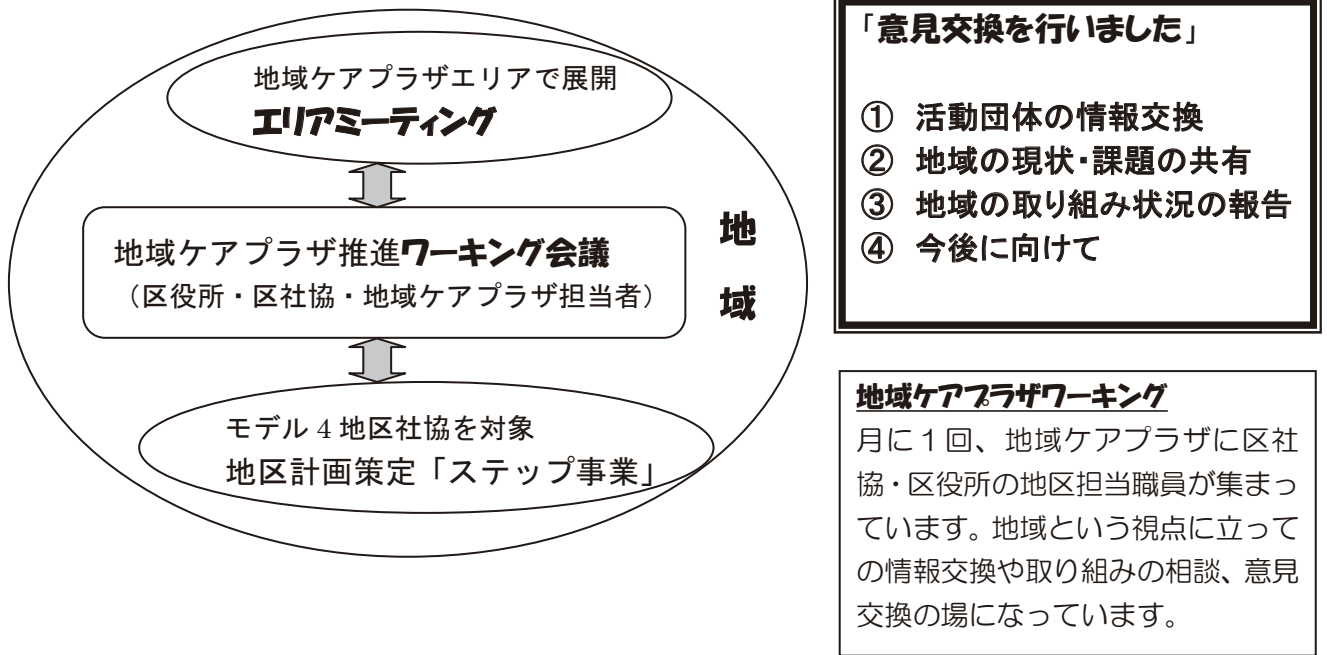 地域ケアプラザエリアで展開
エリアミーティング
地域ケアプラザ推進ワーキング会議
（区役所・区社協・地域ケアプラザ担当者）
地
域
モデル４地区社協を対象
地区計画策定「ステップ事業」
「意見交換を行いました」
① 活動団体の情報交換
② 地域の現状・課題の共有
③ 地域の取り組み状況の報告
④ 今後に向けて
地域ケアプラザワーキング
月に１回、地域ケアプラザに区社
協・区役所の地区担当職員が集まっ
ています。地域という視点に立って
の情報交換や取り組みの相談、意見
交換の場になっています。